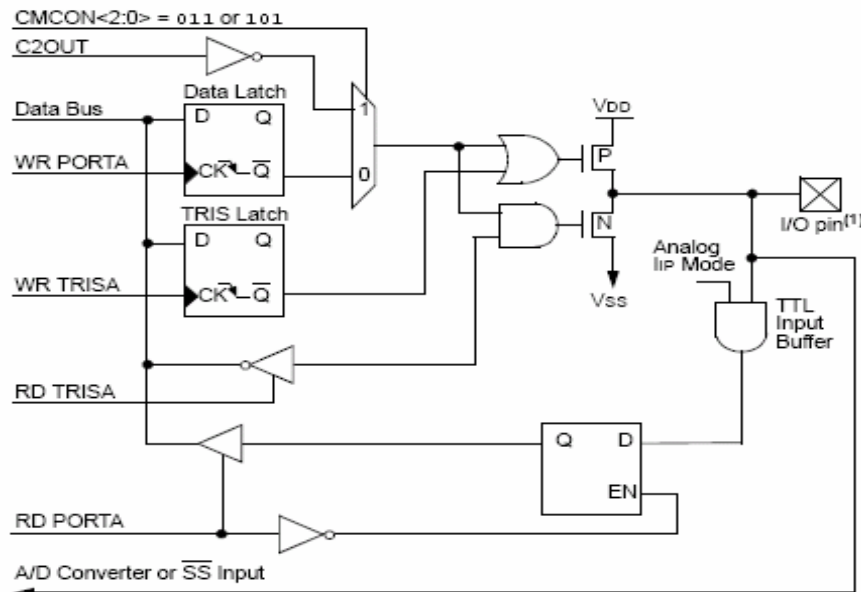 CMCON<2:0> = 011 or 101
C2OUT
Data Bus
Data Latch
D Q
WR PORTA
CK Q̅
1
0
TRIS Latch
D Q
WR TRISA
CK Q̅
RD TRISA
VDD
P
N
VSS
I/O pin(1)
Analog
IIP Mode
TTL
Input
Buffer
Q D
EN
RD PORTA
A/D Converter or S̅S̅ Input